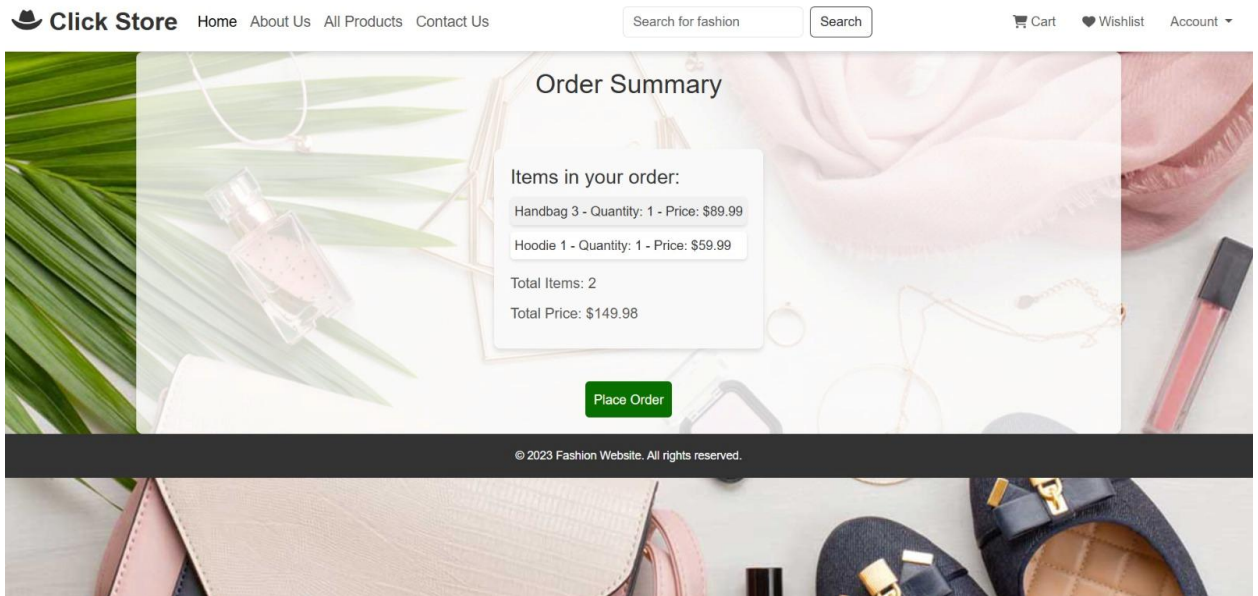 Click Store Home About Us All Products Contact Us Search for fashion Search Cart Wishlist Account
Order Summary
Items in your order:
Handbag 3 - Quantity: 1 - Price: $89.99
Hoodie 1 - Quantity: 1 - Price: $59.99
Total Items: 2
Total Price: $149.98
Place Order
© 2023 Fashion Website. All rights reserved.